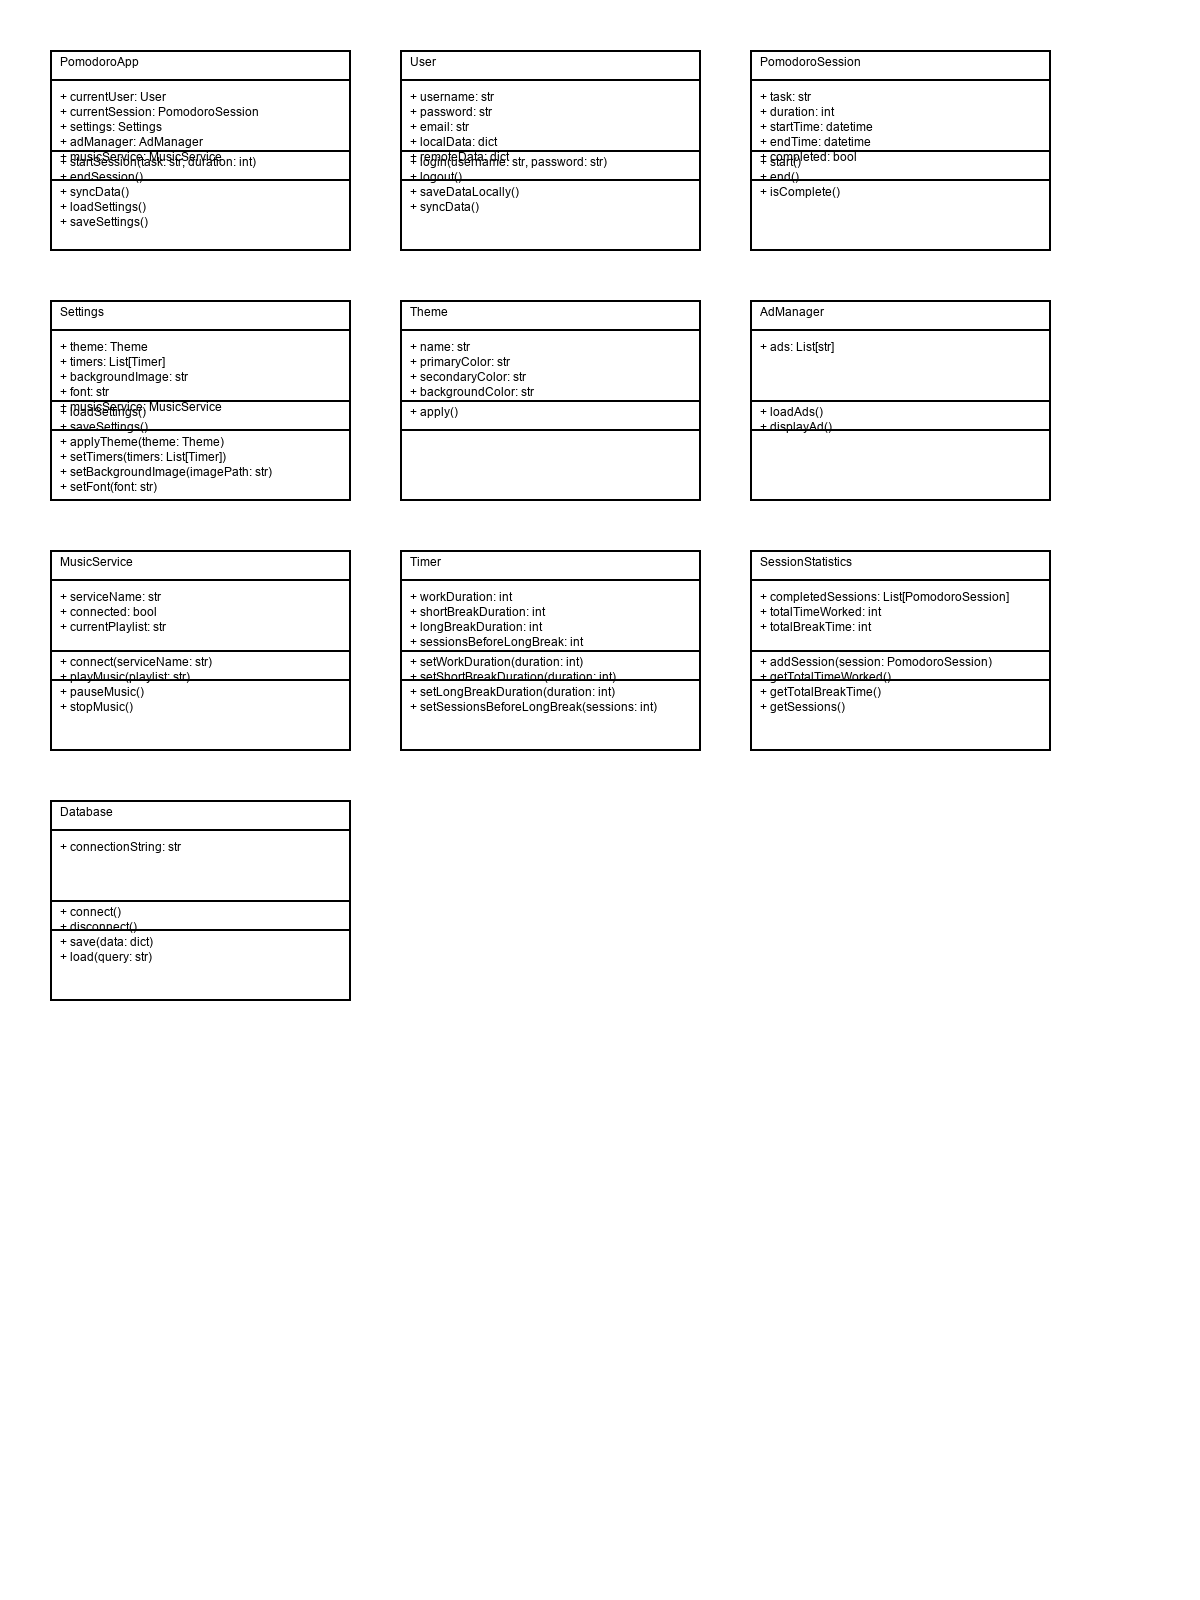 PomodoroApp
+ currentUser: User
+ currentSession: PomodoroSession
+ settings: Settings
+ adManager: AdManager
+ musicService: MusicService
+ startSession(task: str, duration: int)
+ endSession()
+ syncData()
+ loadSettings()
+ saveSettings()
User
+ username: str
+ password: str
+ email: str
+ localData: dict
+ remoteData: dict
+ login(username: str, password: str)
+ logout()
+ saveDataLocally()
+ syncData()
PomodoroSession
+ task: str
+ duration: int
+ startTime: datetime
+ endTime: datetime
+ completed: bool
+ start()
+ end()
+ isComplete()
Settings
+ theme: Theme
+ timers: List[Timer]
+ backgroundImage: str
+ font: str
+ musicService: MusicService
+ loadSettings()
+ saveSettings()
+ applyTheme(theme: Theme)
+ setTimers(timers: List[Timer])
+ setBackgroundImage(imagePath: str)
+ setFont(font: str)
Theme
+ name: str
+ primaryColor: str
+ secondaryColor: str
+ backgroundColor: str
+ apply()
AdManager
+ ads: List[str]
+ loadAds()
+ displayAd()
MusicService
+ serviceName: str
+ connected: bool
+ currentPlaylist: str
+ connect(serviceName: str)
+ playMusic(playlist: str)
+ pauseMusic()
+ stopMusic()
Timer
+ workDuration: int
+ shortBreakDuration: int
+ longBreakDuration: int
+ sessionsBeforeLongBreak: int
+ setWorkDuration(duration: int)
+ setShortBreakDuration(duration: int)
+ setLongBreakDuration(duration: int)
+ setSessionsBeforeLongBreak(sessions: int)
SessionStatistics
+ completedSessions: List[PomodoroSession]
+ totalTimeWorked: int
+ totalBreakTime: int
+ addSession(session: PomodoroSession)
+ getTotalTimeWorked()
+ getTotalBreakTime()
+ getSessions()
Database
+ connectionString: str
+ connect()
+ disconnect()
+ save(data: dict)
+ load(query: str)